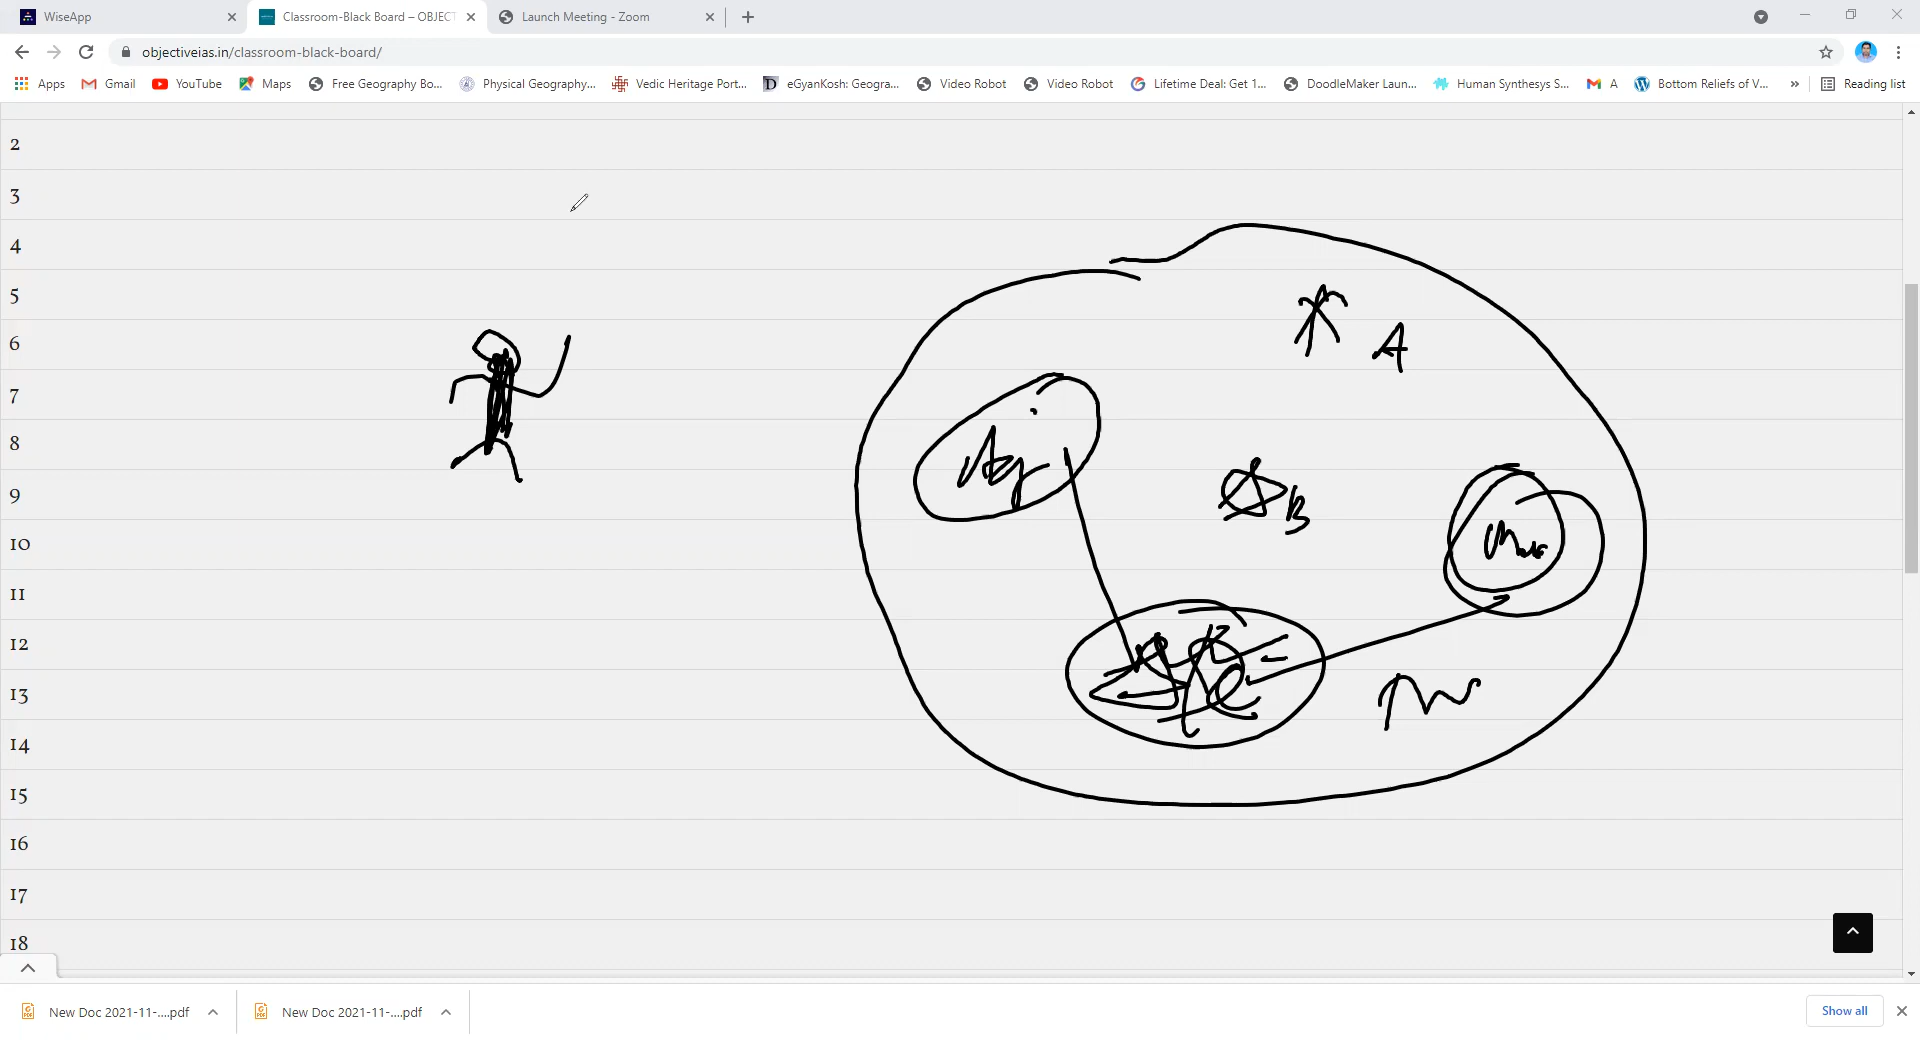 WiseApp
Classroom-Black Board – OBJECT
Launch Meeting - Zoom
objectiveias.in/classroom-black-board/
Apps
Gmail
YouTube
Maps
Free Geography Bo...
Physical Geography...
Vedic Heritage Port...
eGyanKosh: Geogra...
Video Robot
Video Robot
Lifetime Deal: Get 1...
DoodleMaker Laun...
Human Synthesys S...
A
Bottom Reliefs of V...
»
Reading list
2
3
4
5
6
A
7
8
9
B
10
11
12
13
14
15
16
17
18
New Doc 2021-11-....pdf
New Doc 2021-11-....pdf
Show all